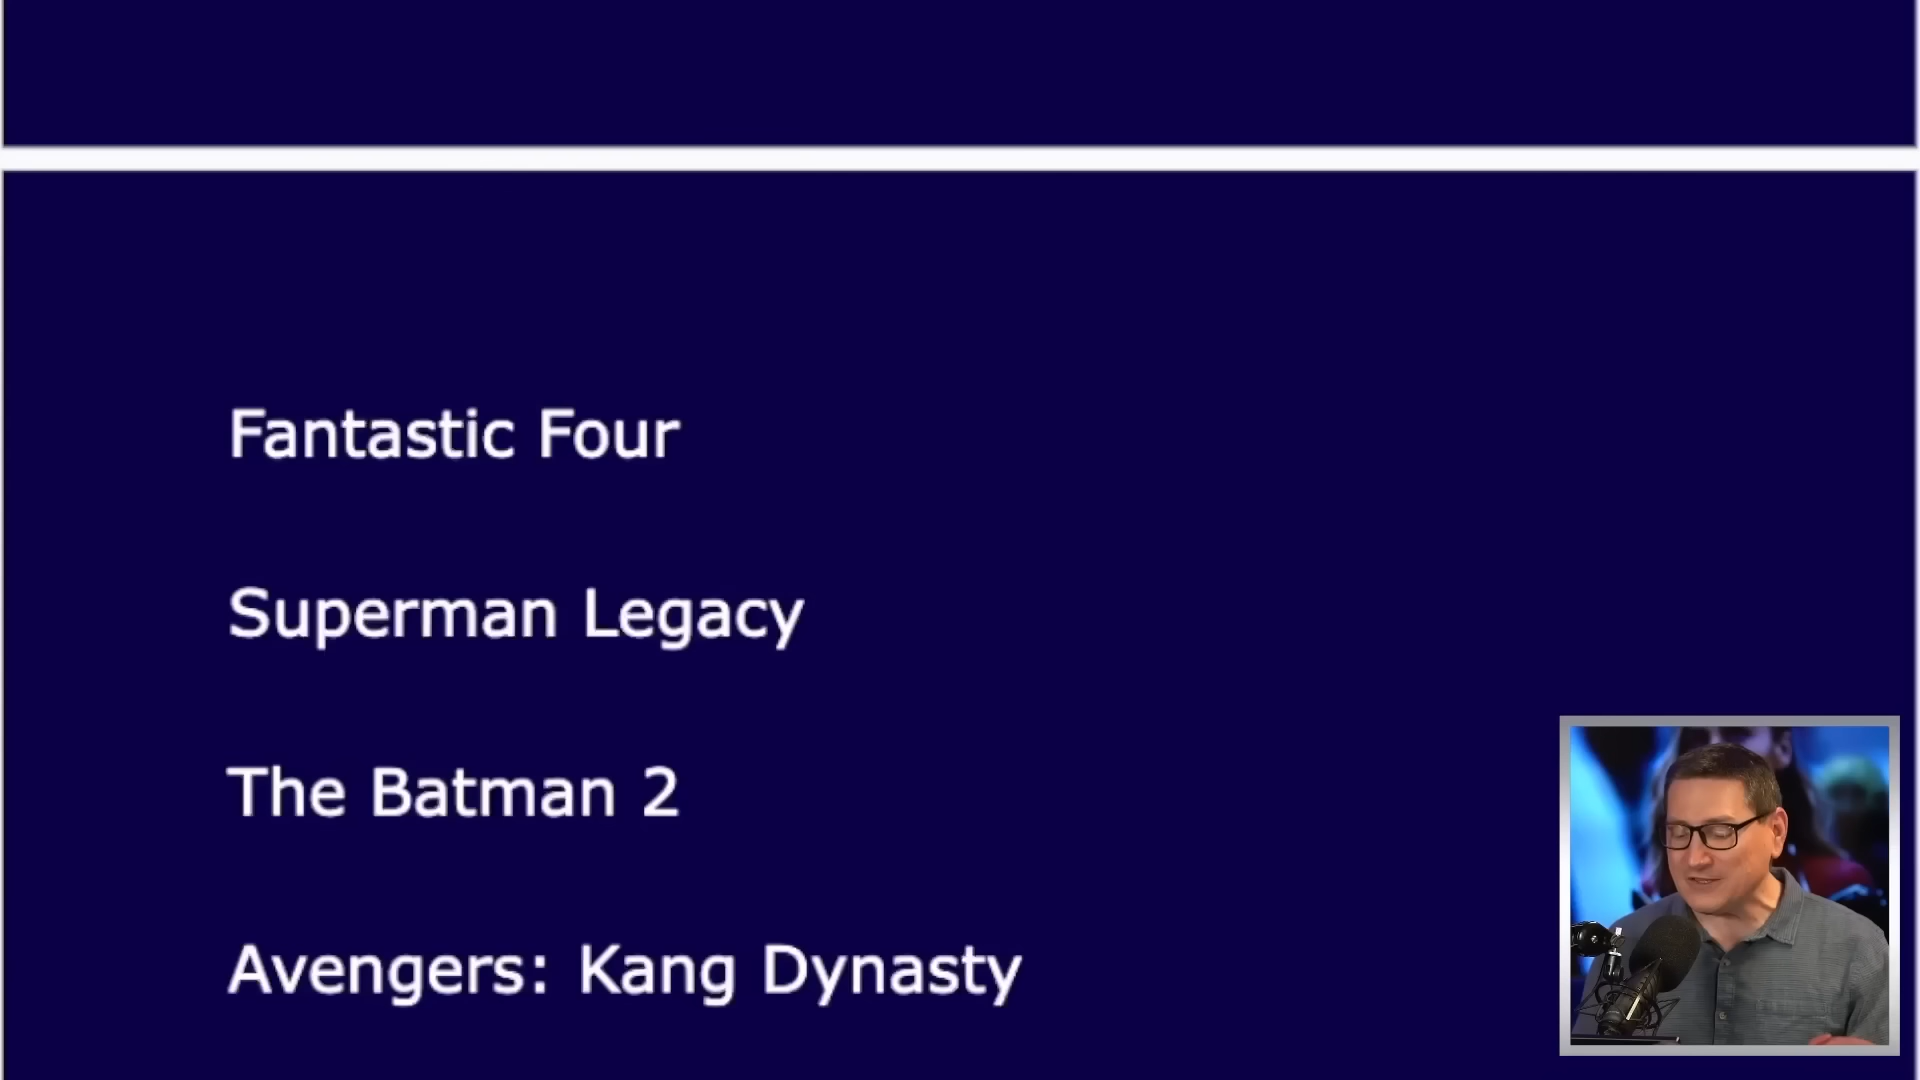 Fantastic Four
Superman Legacy
The Batman 2
Avengers: Kang Dynasty